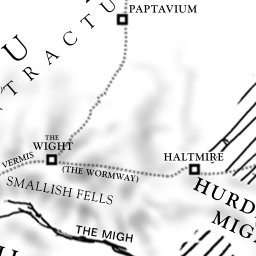 PAPTAVIUM
TRACTU
U
THE
WIGHT
HALTMIRE
VERMIS
(THE WORMWAY)
SMALLISH FELLS
HURD
MIG
THE MIGH